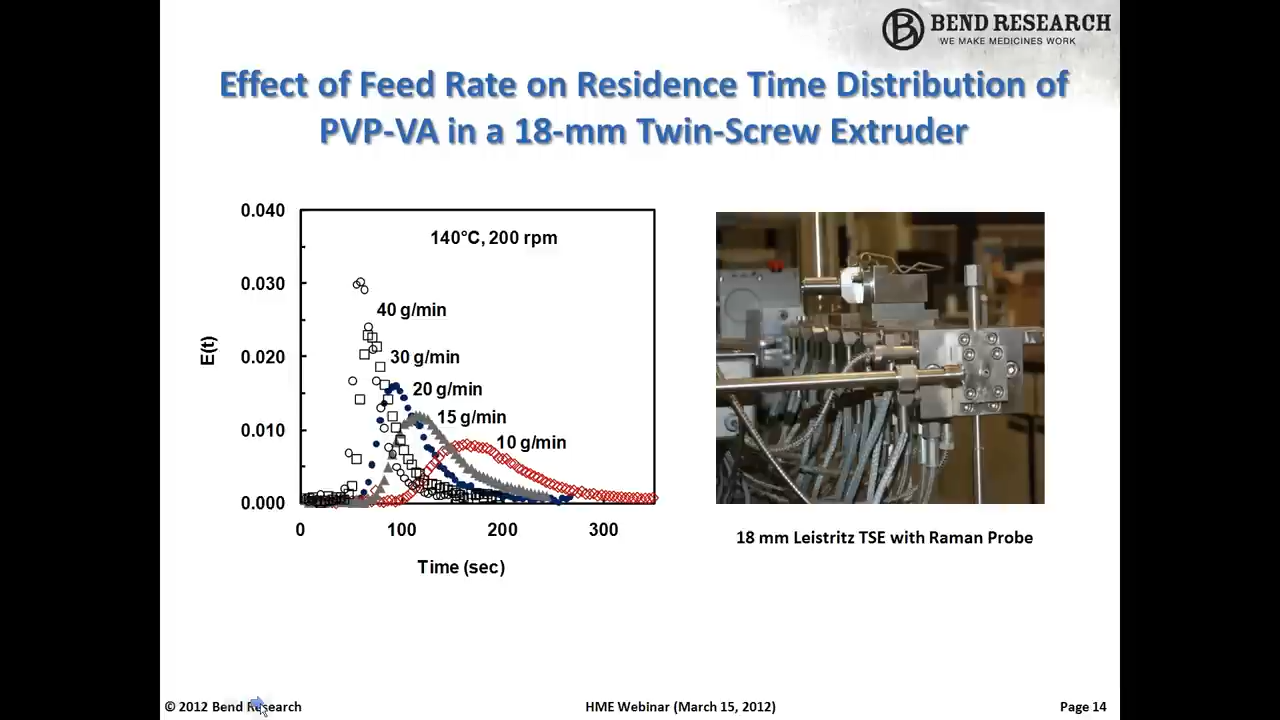 BEND RESEARCH
WE MAKE MEDICINES WORK
Effect of Feed Rate on Residence Time Distribution of
PVP-VA in a 18-mm Twin-Screw Extruder
0.040
0.030
0.020
0.010
0.000
E(t)
140°C, 200 rpm
40 g/min
30 g/min
20 g/min
15 g/min
10 g/min
0 100 200 300
Time (sec)
18 mm Leistritz TSE with Raman Probe
© 2012 Bend Research
HME Webinar (March 15, 2012)
Page 14